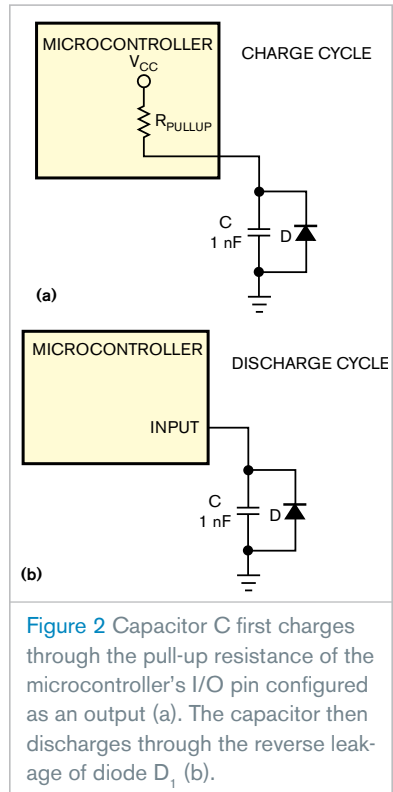 MICROCONTROLLER
CHARGE CYCLE
VCC
RPULLUP
C
1 nF
D
(a)
MICROCONTROLLER
DISCHARGE CYCLE
INPUT
C
1 nF
D
(b)
Figure 2 Capacitor C first charges
through the pull-up resistance of the
microcontroller's I/O pin configured
as an output (a). The capacitor then
discharges through the reverse leak-
age of diode D1 (b).